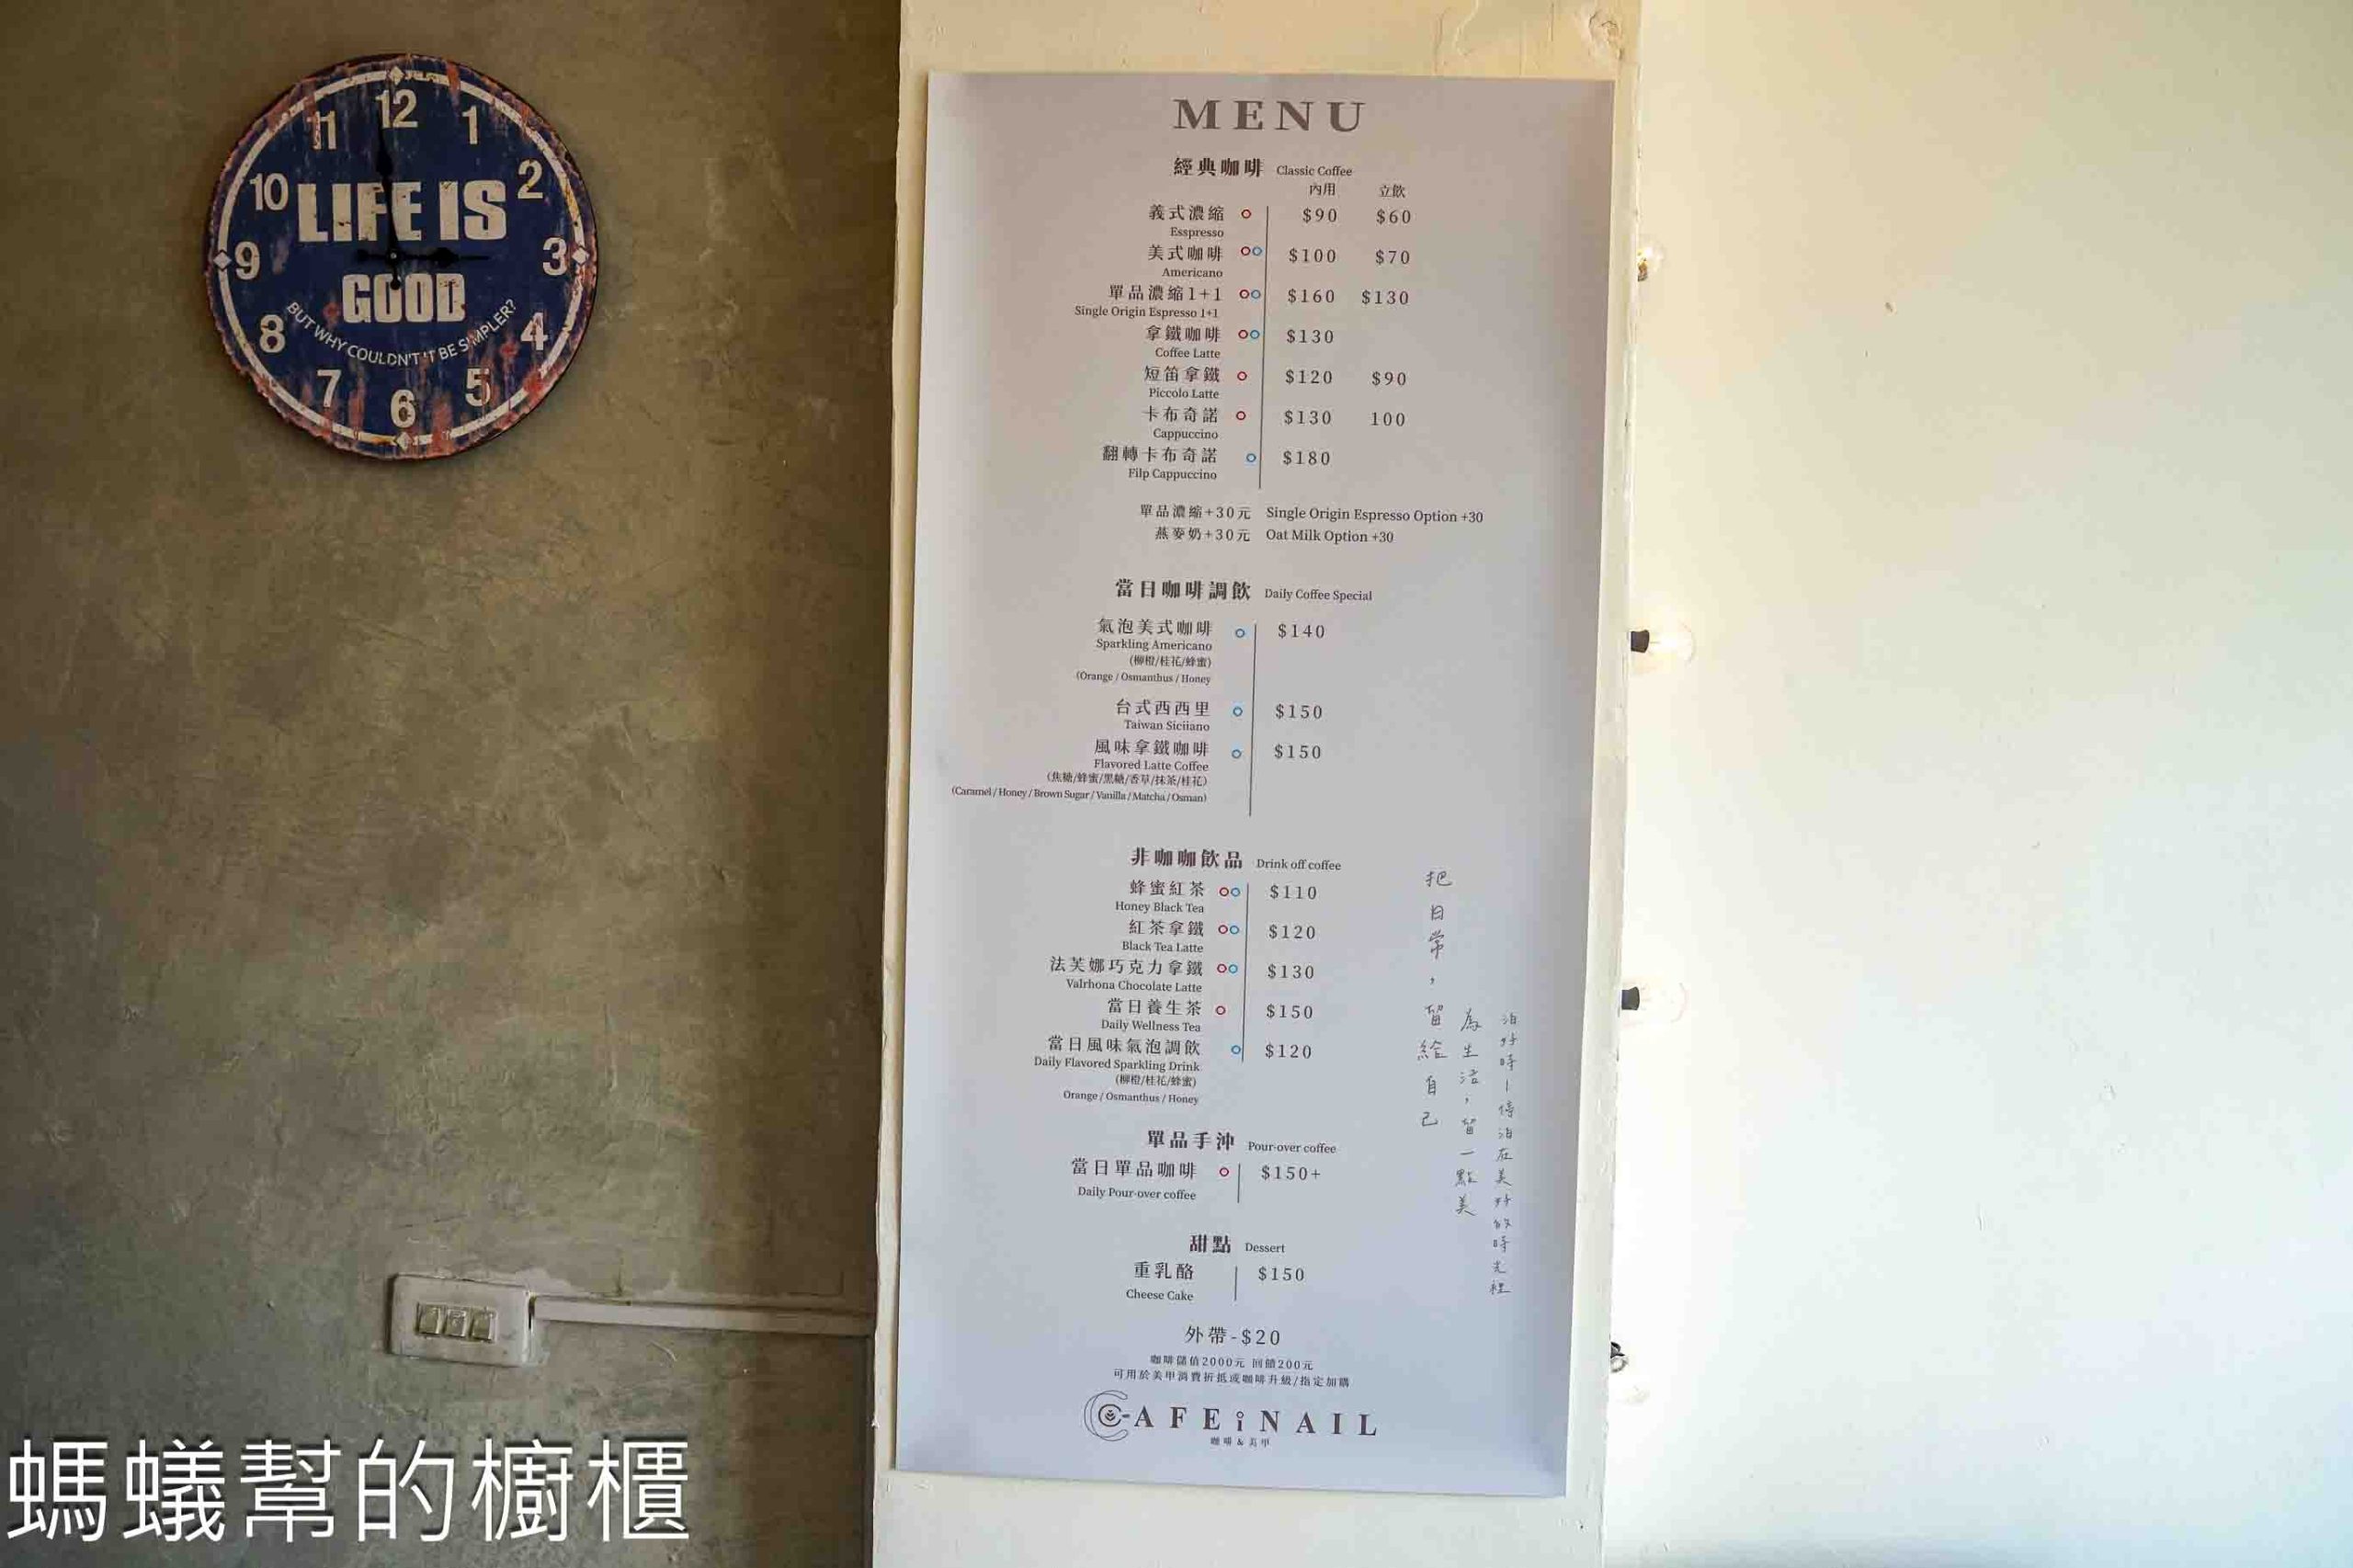 12
11 1
10 2
LIFE IS
9 3
GOOD
BUT WHY COULDN'T IT BE SIMPLER?
8 4
7 5
6
MENU
經典咖啡 Classic Coffee
內用 立飲
義式濃縮 $90 $60
Esspresso
美式咖啡 $100 $70
Americano
單品濃縮1+1 $160 $130
Single Origin Espresso 1+1
拿鐵咖啡 $130
Coffee Latte
短笛拿鐵 $120 $90
Piccolo Latte
卡布奇諾 $130 100
Cappuccino
翻轉卡布奇諾 $180
Filp Cappuccino
單品濃縮+30元 Single Origin Espresso Option +30
燕麥奶+30元 Oat Milk Option +30
當日咖啡調飲 Daily Coffee Special
氣泡美式咖啡 $140
Sparkling Americano
(柳橙/桂花/蜂蜜)
(Orange / Osmanthus / Honey
台式西西里 $150
Taiwan Siciiano
風味拿鐵咖啡 $150
Flavored Latte Coffee
(焦糖/蜂蜜/黑糖/香草/抹茶/桂花)
(Caramel / Honey / Brown Sugar / Vanilla / Matcha / Osman)
非咖咖飲品 Drink off coffee
蜂蜜紅茶 $110
Honey Black Tea
紅茶拿鐵 $120
Black Tea Latte
法芙娜巧克力拿鐵 $130
Valrhona Chocolate Latte
當日養生茶 $150
Daily Wellness Tea
當日風味氣泡調飲 $120
Daily Flavored Sparkling Drink
(柳橙/桂花/蜂蜜)
Orange / Osmanthus / Honey
單品手沖 Pour-over coffee
當日單品咖啡 $150+
Daily Pour-over coffee
甜點 Dessert
重乳酪 $150
Cheese Cake
外帶-$20
咖啡儲值2000元 回饋200元
可用於美甲消費折抵或咖啡升級/指定加購
CAFEiNAIL
咖啡&美甲
把日常，留給自己
為生活，留一點美
泊好時—停泊在美好的時光裡
螞蟻幫的櫥櫃